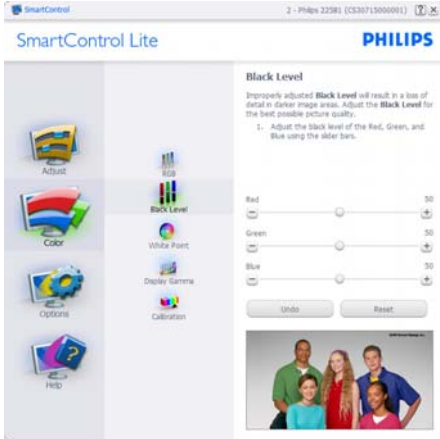 SmartControl
2 - Philips 225B1 (CS30715000001)
SmartControl Lite
PHILIPS
Adjust
Color
Options
Help
RGB
Black Level
White Point
Display Gamma
Calibration
Black Level
Improperly adjusted Black Level will result in a loss of
detail in darker image areas. Adjust the Black Level for
the best possible picture quality.
1. Adjust the black level of the Red, Green, and
Blue using the slider bars.
Red 50
Green 50
Blue 50
Undo Reset